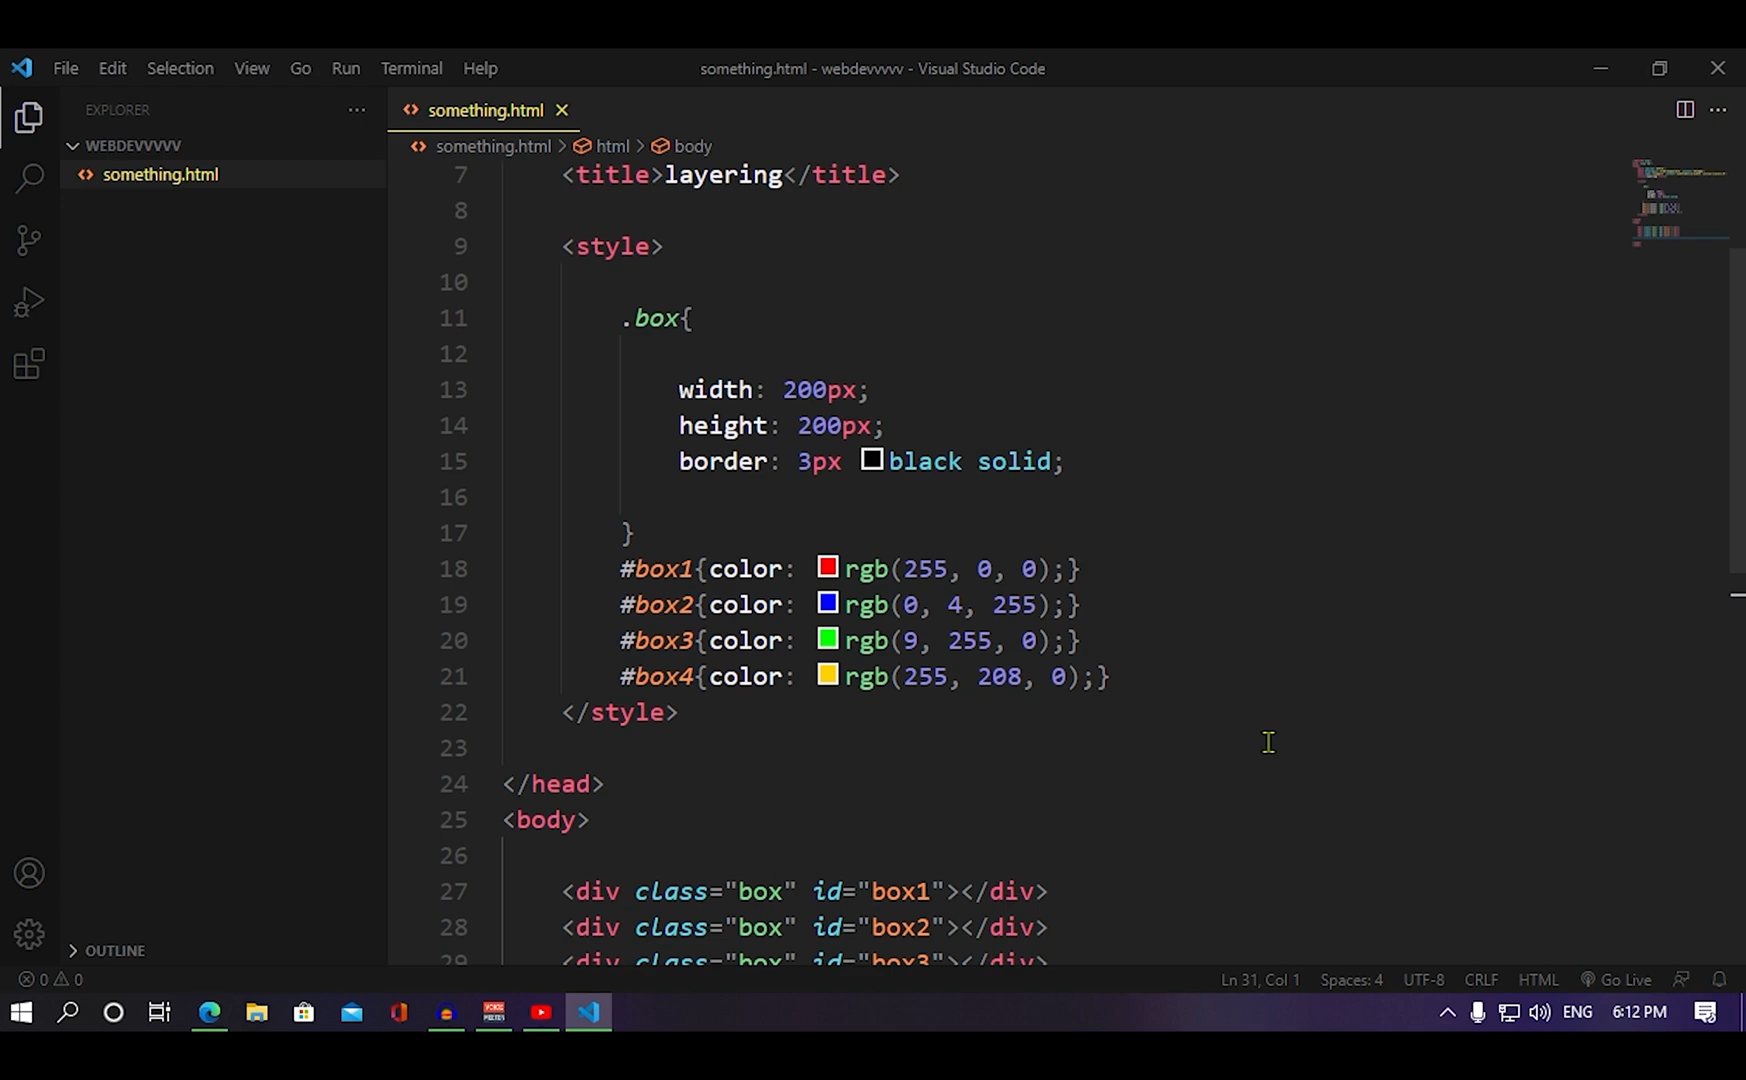 File Edit Selection View Go Run Terminal Help something.html - webdevvvvv - Visual Studio Code
EXPLORER
something.html
WEBDEVVVVV
something.html > html > body
something.html
7 <title>layering</title>
8
9 <style>
10
11 .box{
12
13 width: 200px;
14 height: 200px;
15 border: 3px black solid;
16
17 }
18 #box1{color: rgb(255, 0, 0);}
19 #box2{color: rgb(0, 4, 255);}
20 #box3{color: rgb(9, 255, 0);}
21 #box4{color: rgb(255, 208, 0);}
22 </style>
23
24 </head>
25 <body>
26
27 <div class="box" id="box1"></div>
28 <div class="box" id="box2"></div>
29 <div class="box" id="box3"></div>
OUTLINE
0 0 Ln 31, Col 1 Spaces: 4 UTF-8 CRLF HTML Go Live
ENG 6:12 PM